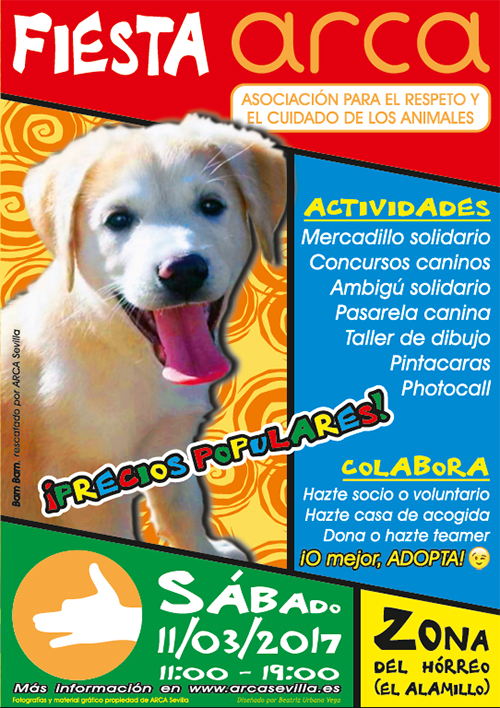 FIESTA arca
ASOCIACIÓN PARA EL RESPETO Y
EL CUIDADO DE LOS ANIMALES
ACTIVIDADES
Mercadillo solidario
Concursos caninos
Ambigú solidario
Pasarela canina
Taller de dibujo
Pintacaras
Photocall
Bam Bam, rescatado por ARCA Sevilla
¡PRECIOS POPULARES!
COLABORA
Hazte socio o voluntario
Hazte casa de acogida
Dona o hazte teamer
¡O mejor, ADOPTA! 😉
SÁBADO
11/03/2017
11:00 - 19:00
Más información en www.arcasevilla.es
Fotografías y material gráfico propiedad de ARCA Sevilla
Diseñado por Beatriz Urbano Vega
ZONA
DEL HÓRREO
(EL ALAMILLO)